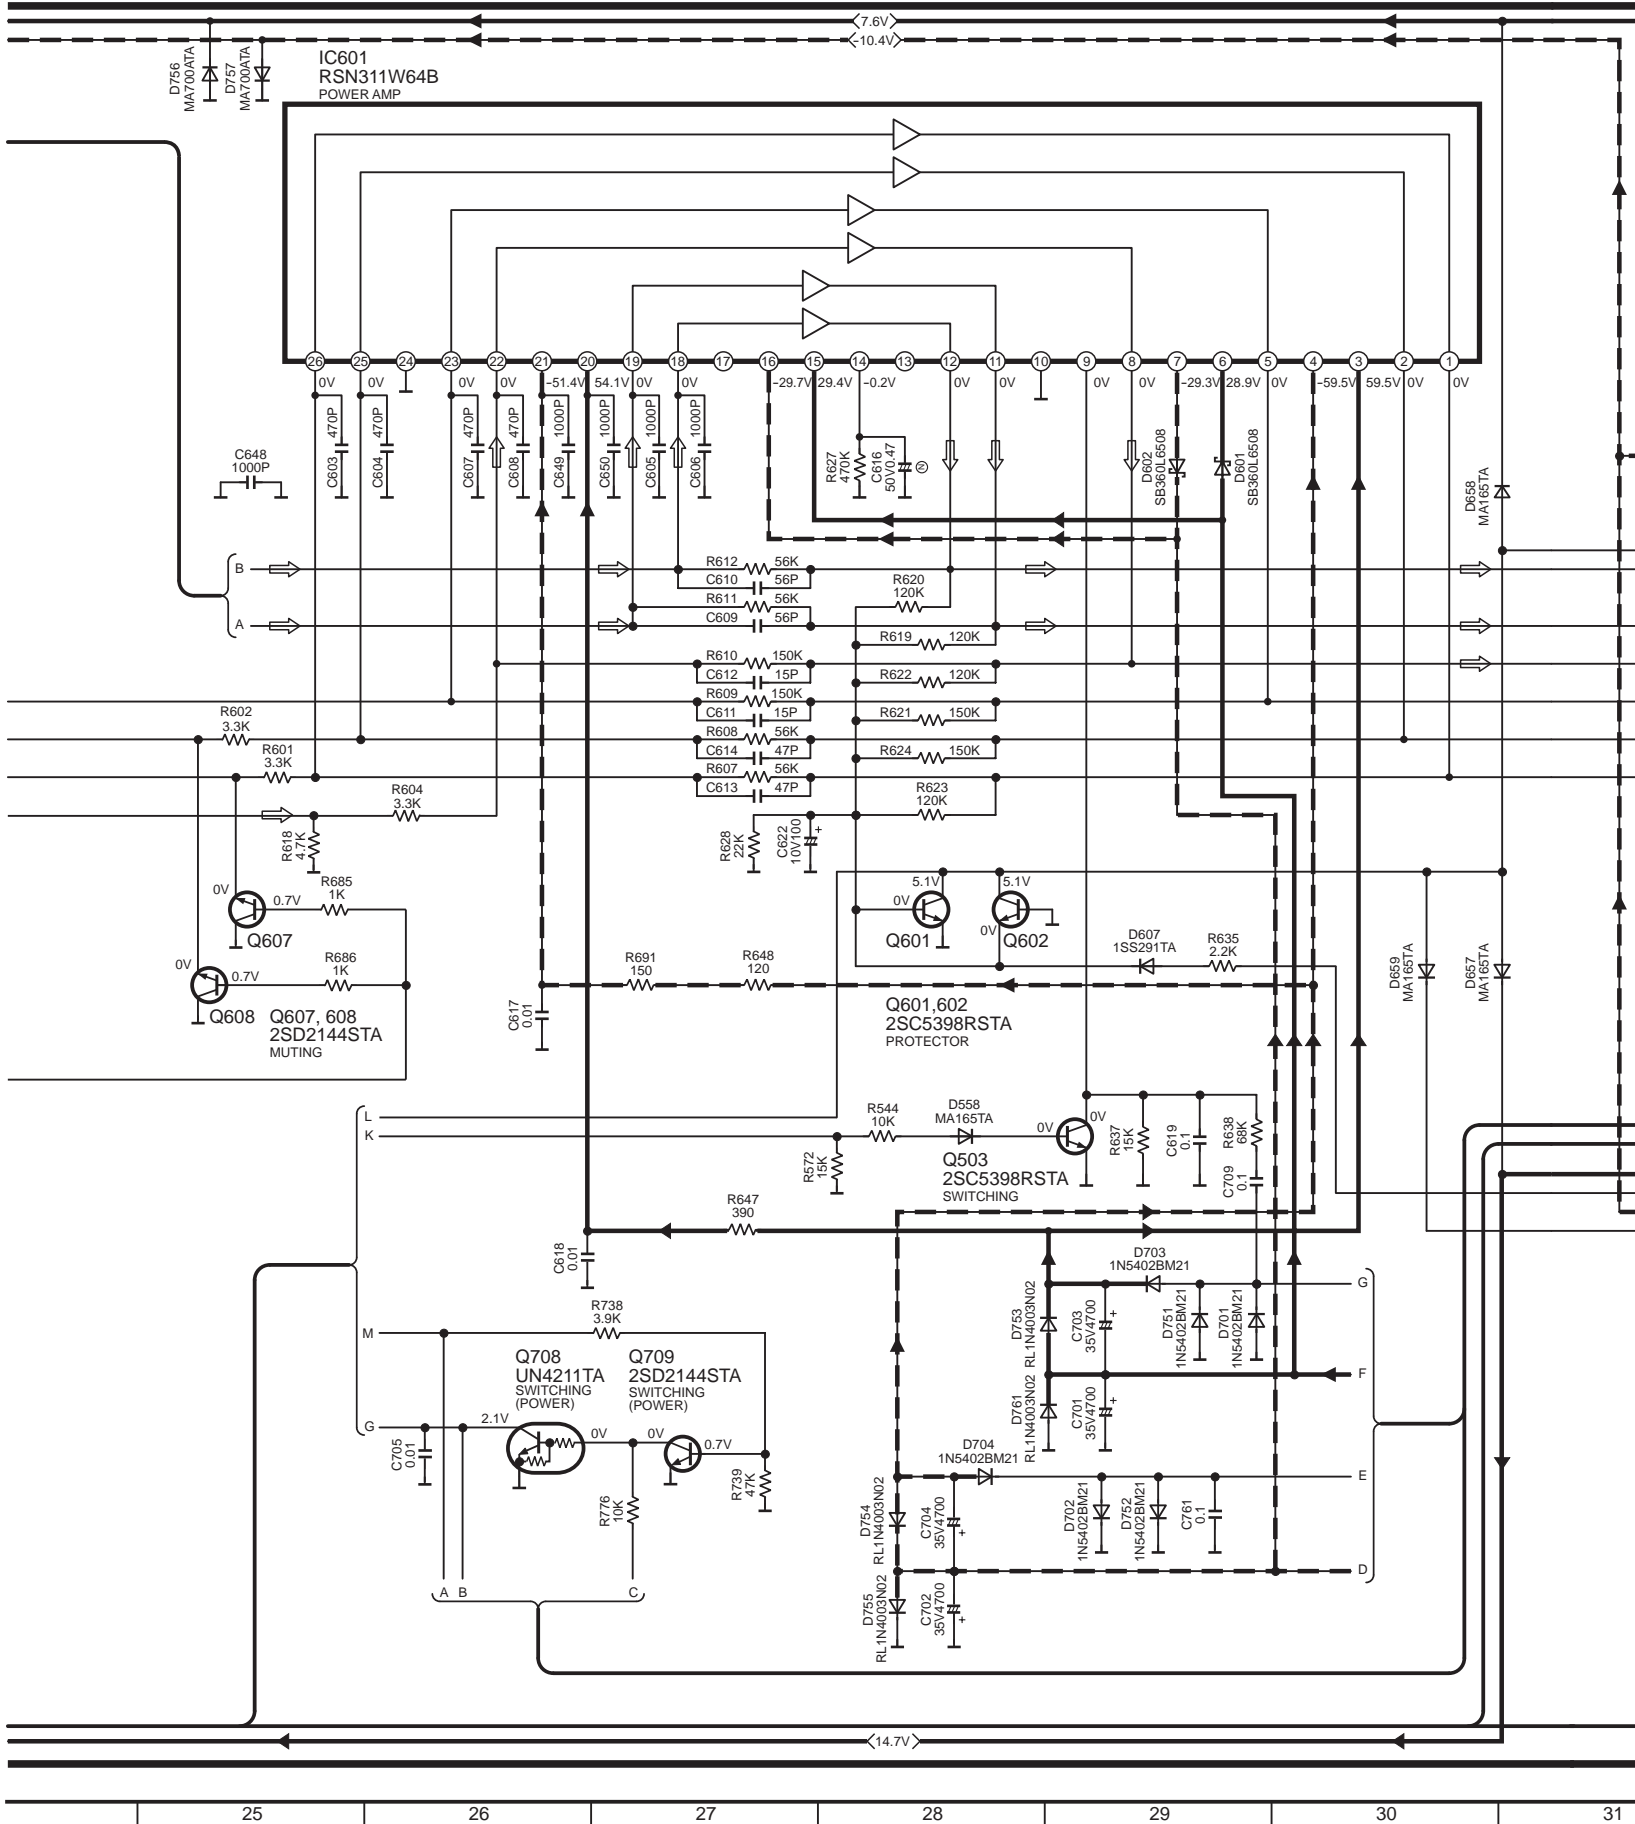 7.6V
–10.4V
D756
MA700ATA
D757
MA700ATA
IC601
RSN311W64B
POWER AMP
26
25
24
23
22
21
20
19
18
17
16
15
14
13
12
11
10
9
8
7
6
5
4
3
2
1
0V
0V
0V
0V
–51.4V
54.1V
0V
0V
–29.7V
29.4V
–0.2V
0V
0V
0V
0V
–29.3V
28.9V
0V
–59.5V
59.5V
0V
0V
C648
1000P
C603
470P
C604
470P
C607
470P
C608
470P
C649
1000P
C650
1000P
C605
1000P
C606
1000P
R627
470K
C616
50V0.47
N
D602
SB360L6508
D601
SB360L6508
D658
MA165TA
B
A
R612 56K
C610 56P
R611 56K
C609 56P
R610 150K
C612 15P
R609 150K
C611 15P
R608 56K
C614 47P
R607 56K
C613 47P
R620
120K
R619 120K
R622 120K
R621 150K
R624 150K
R623
120K
R602
3.3K
R601
3.3K
R604
3.3K
R618
4.7K
R628
22K
C622
10V100
+
0V
0.7V
R685
1K
Q607
0V
0.7V
R686
1K
Q608
Q607, 608
2SD2144STA
MUTING
5.1V
0V
Q601
5.1V
0V
Q602
D607
1SS291TA
R635
2.2K
D659
MA165TA
D657
MA165TA
R691
150
R648
120
C617
0.01
Q601,602
2SC5398RSTA
PROTECTOR
L
K
R544
10K
D558
MA165TA
0V
0V
R572
15K
Q503
2SC5398RSTA
SWITCHING
R637
15K
C619
0.1
R638
68K
C709
0.1
R647
390
C618
0.01
D703
1N5402BM21
G
D753
RL1N4003N02
C703
35V4700
+
D751
1N5402BM21
D701
1N5402BM21
F
D761
RL1N4003N02
C701
35V4700
+
M
R738
3.9K
Q708
UN4211TA
SWITCHING
(POWER)
Q709
2SD2144STA
SWITCHING
(POWER)
G
2.1V
0V
0V
0.7V
C705
0.01
R776
10K
R739
47K
D704
1N5402BM21
E
D754
RL1N4003N02
C704
35V4700
+
D702
1N5402BM21
D752
1N5402BM21
C761
0.1
D
D755
RL1N4003N02
C702
35V4700
+
A B
C
14.7V
25
26
27
28
29
30
31